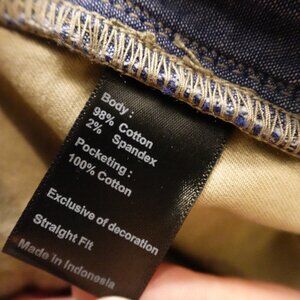 Body :
98% Cotton
2% Spandex
Pocketing :
100% Cotton
Exclusive of decoration
Straight Fit
Made in Indonesia